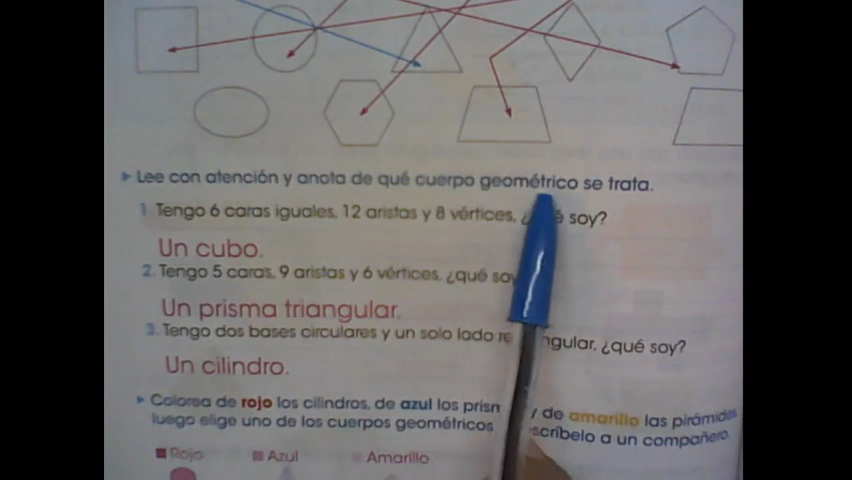 Lee con atención y anota de qué cuerpo geométrico se trata.
1. Tengo 6 caras iguales, 12 aristas y 8 vértices, soy?
Un cubo.
2. Tengo 5 caras, 9 aristas y 6 vértices, ¿qué soy
Un prisma triangular.
3. Tengo dos bases circulares y un solo lado ¿qué soy?
Un cilindro.
Colorea de rojo los cilindros, de azul los y de amarillo las pirámides
luego elige uno de los cuerpos geométricos a un compañero.
Rojo Azul Amarillo